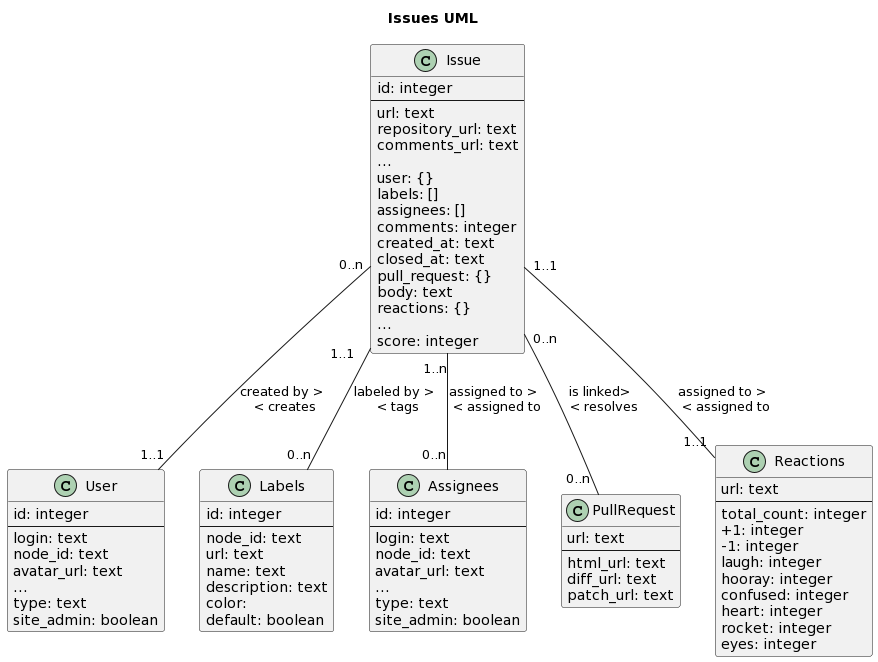 Issues UML
C Issue
id: integer
url: text
repository_url: text
comments_url: text
...
user: {}
labels: []
assignees: []
comments: integer
created_at: text
closed_at: text
pull_request: {}
body: text
reactions: {}
...
score: integer
0..n
1..1
1..1
0..n
1..n
created by >
< creates
labeled by >
< tags
assigned to >
< assigned to
is linked>
< resolves
assigned to >
< assigned to
1..1
0..n
0..n
0..n
1..1
C User
id: integer
login: text
node_id: text
avatar_url: text
...
type: text
site_admin: boolean
C Labels
id: integer
node_id: text
url: text
name: text
description: text
color:
default: boolean
C Assignees
id: integer
login: text
node_id: text
avatar_url: text
...
type: text
site_admin: boolean
C PullRequest
url: text
html_url: text
diff_url: text
patch_url: text
C Reactions
url: text
total_count: integer
+1: integer
-1: integer
laugh: integer
hooray: integer
confused: integer
heart: integer
rocket: integer
eyes: integer